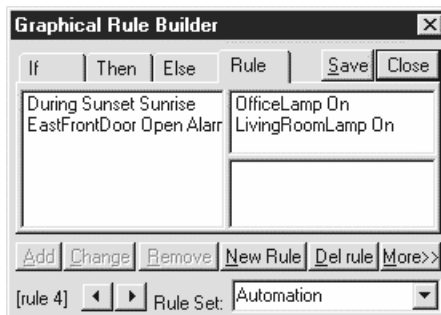 Graphical Rule Builder
If Then Else Rule Save Close
During Sunset Sunrise
EastFrontDoor Open Alarr
OfficeLamp On
LivingRoomLamp On
Add Change Remove New Rule Del rule More>>
[rule 4] Rule Set: Automation